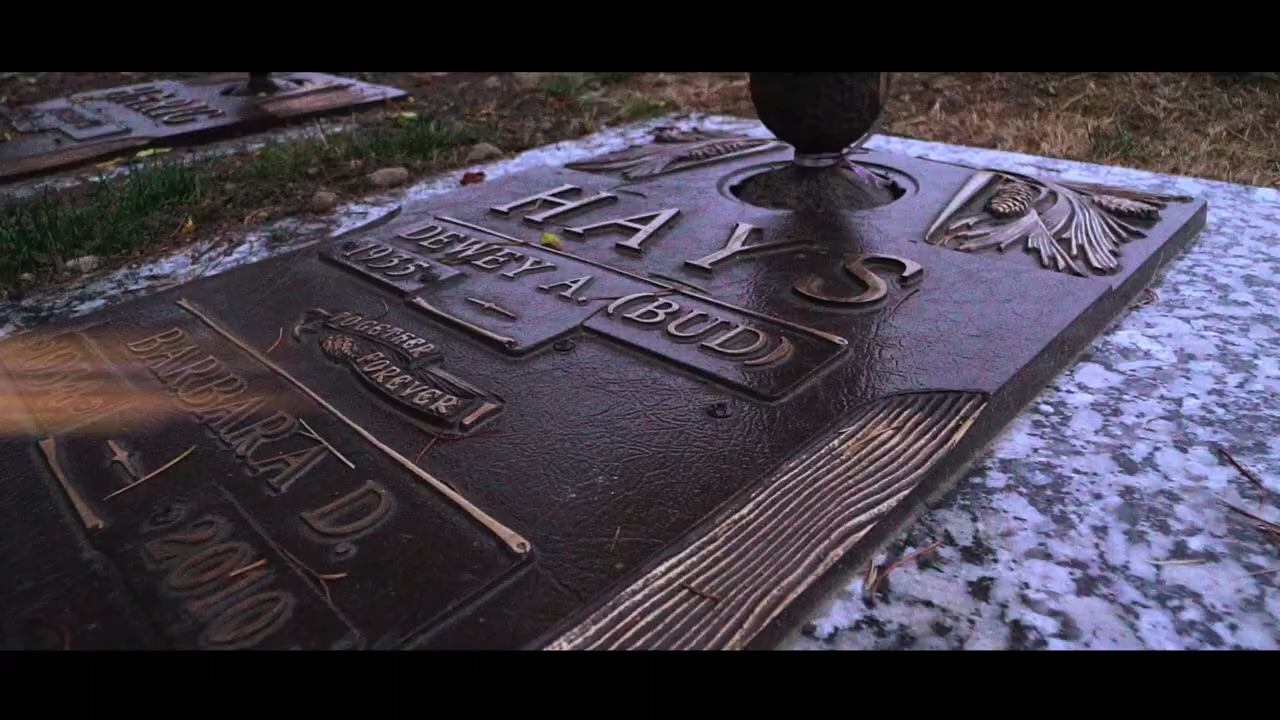 HAYS
DEWEY A. (BUD)
1935
TOGETHER
FOREVER
BARBARA D.
2010